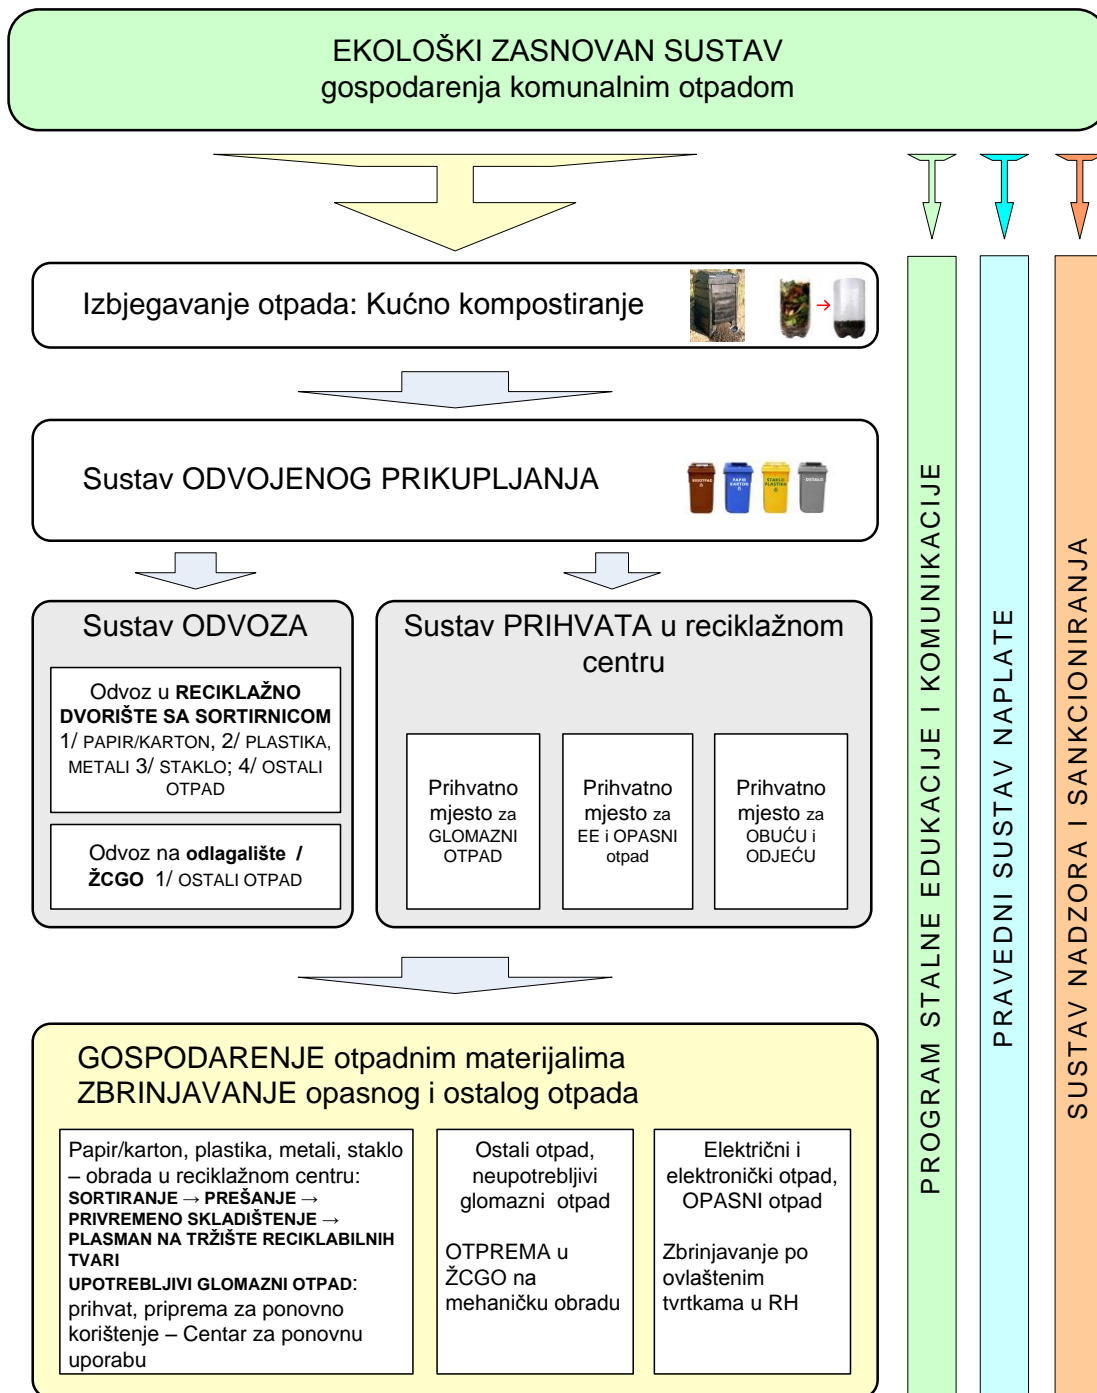 EKOLOŠKI ZASNOVAN SUSTAV
gospodarenja komunalnim otpadom
Izbjegavanje otpada: Kućno kompostiranje
Sustav ODVOJENOG PRIKUPLJANJA
BIOOTPAD
PAPIR
KARTON
STAKLO
PLASTIKA
OSTALO
Sustav ODVOZA
Odvoz u RECIKLAŽNO
DVORIŠTE SA SORTIRNICOM
1/ PAPIR/KARTON, 2/ PLASTIKA,
METALI 3/ STAKLO; 4/ OSTALI
OTPAD
Odvoz na odlagalište /
ŽCGO 1/ OSTALI OTPAD
Sustav PRIHVATA u reciklažnom
centru
Prihvatno
mjesto za
GLOMAZNI
OTPAD
Prihvatno
mjesto za
EE i OPASNI
otpad
Prihvatno
mjesto za
OBUĆU i
ODJEĆU
GOSPODARENJE otpadnim materijalima
ZBRINJAVANJE opasnog i ostalog otpada
Papir/karton, plastika, metali, staklo
– obrada u reciklažnom centru:
SORTIRANJE → PREŠANJE →
PRIVREMENO SKLADIŠTENJE →
PLASMAN NA TRŽIŠTE RECIKLABILNIH
TVARI
UPOTREBLJIVI GLOMAZNI OTPAD:
prihvat, priprema za ponovno
korištenje – Centar za ponovnu
uporabu
Ostali otpad,
neupotrebljivi
glomazni otpad
OTPREMA u
ŽCGO na
mehaničku obradu
Električni i
elektronički otpad,
OPASNI otpad
Zbrinjavanje po
ovlaštenim
tvrtkama u RH
PROGRAM STALNE EDUKACIJE I KOMUNIKACIJE
PRAVEDNI SUSTAV NAPLATE
SUSTAV NADZORA I SANKCIONIRANJA